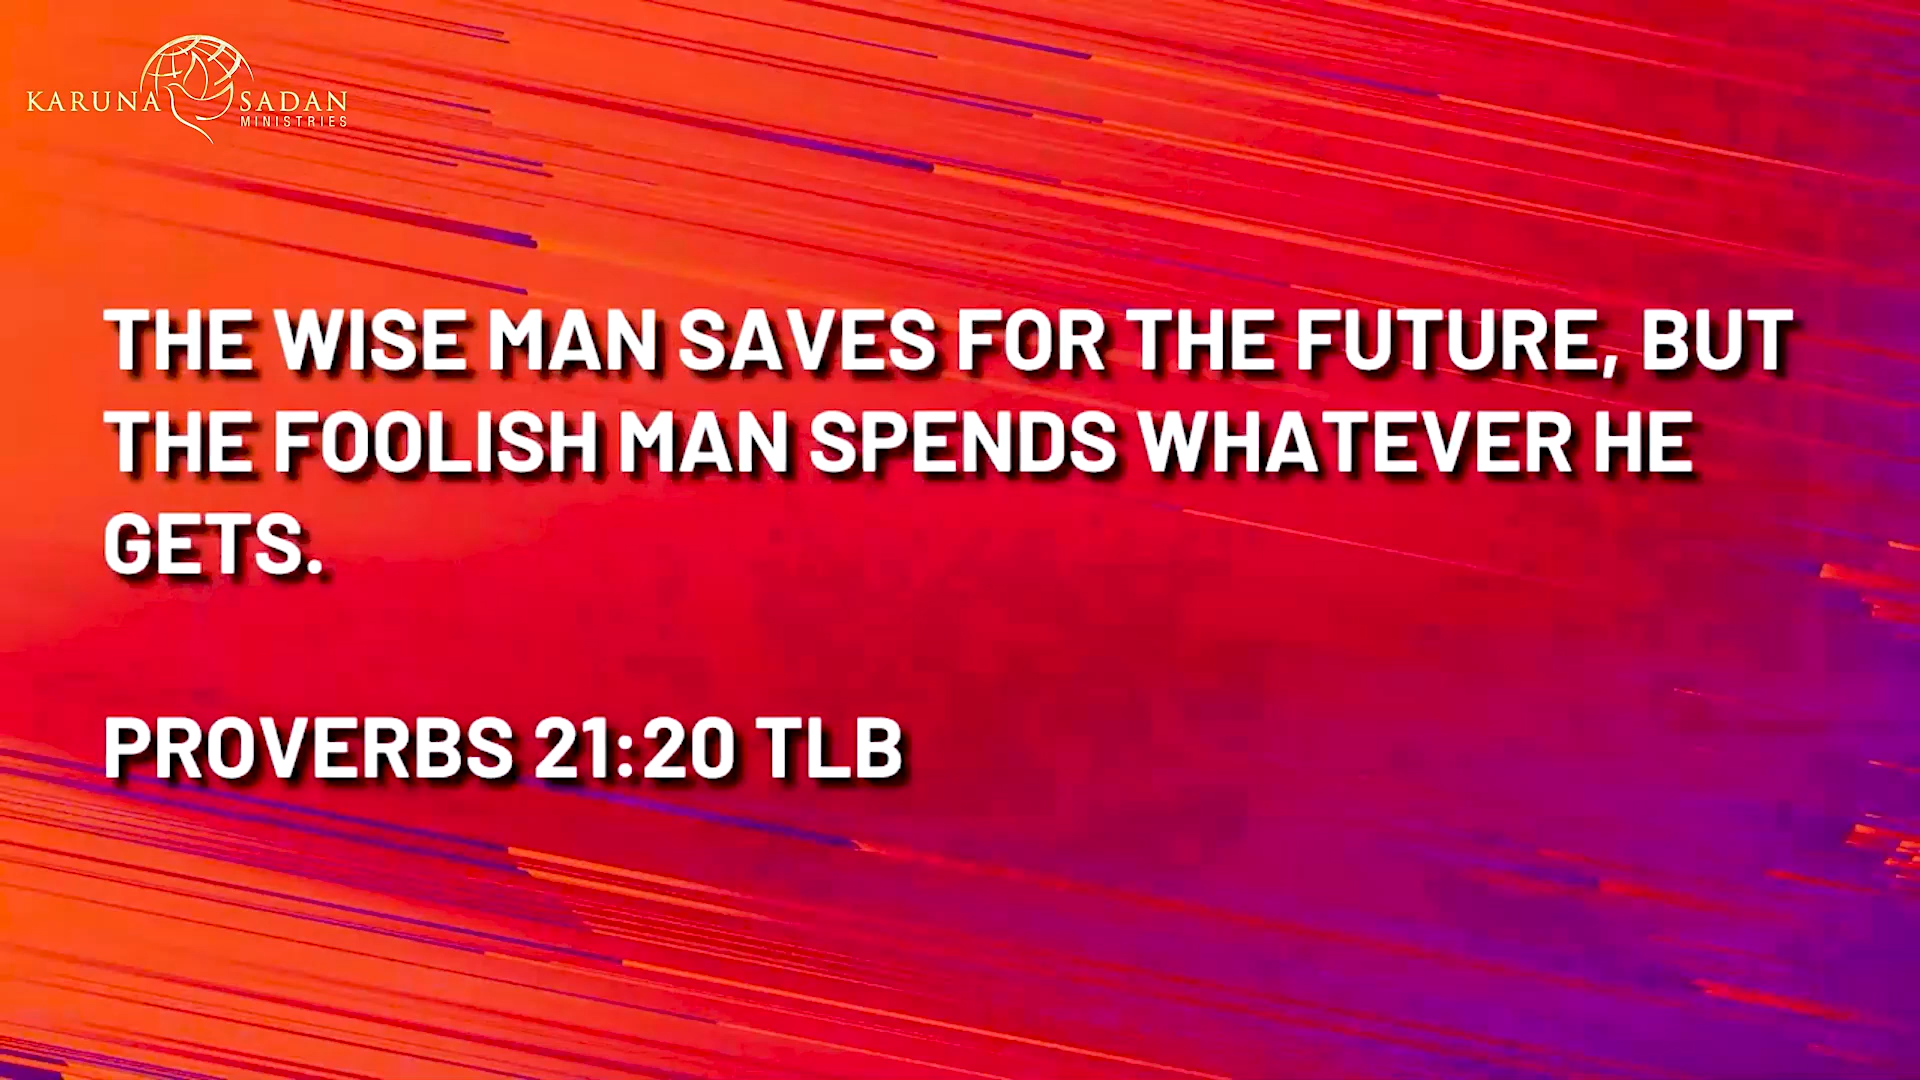 KARUNA SADAN
MINISTRIES
THE WISE MAN SAVES FOR THE FUTURE, BUT
THE FOOLISH MAN SPENDS WHATEVER HE
GETS.
PROVERBS 21:20 TLB